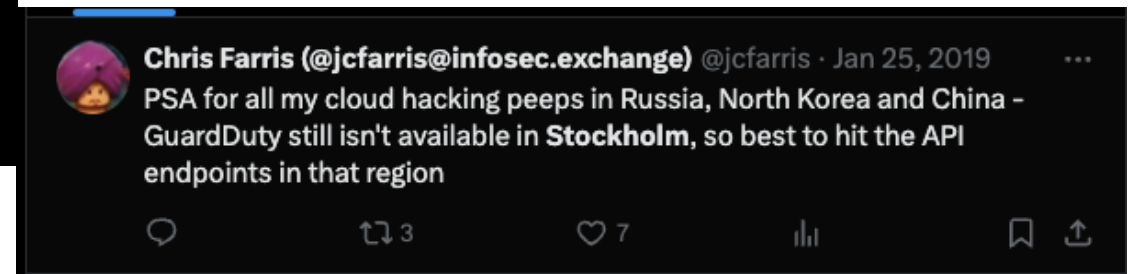 Chris Farris (@jcfarris@infosec.exchange) @jcfarris · Jan 25, 2019
PSA for all my cloud hacking peeps in Russia, North Korea and China -
GuardDuty still isn't available in Stockholm, so best to hit the API
endpoints in that region
3 7